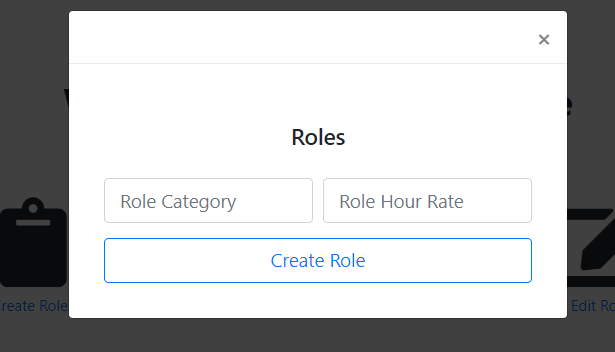 ×
Roles
Role Category
Role Hour Rate
Create Role
reate Role
Edit Ro